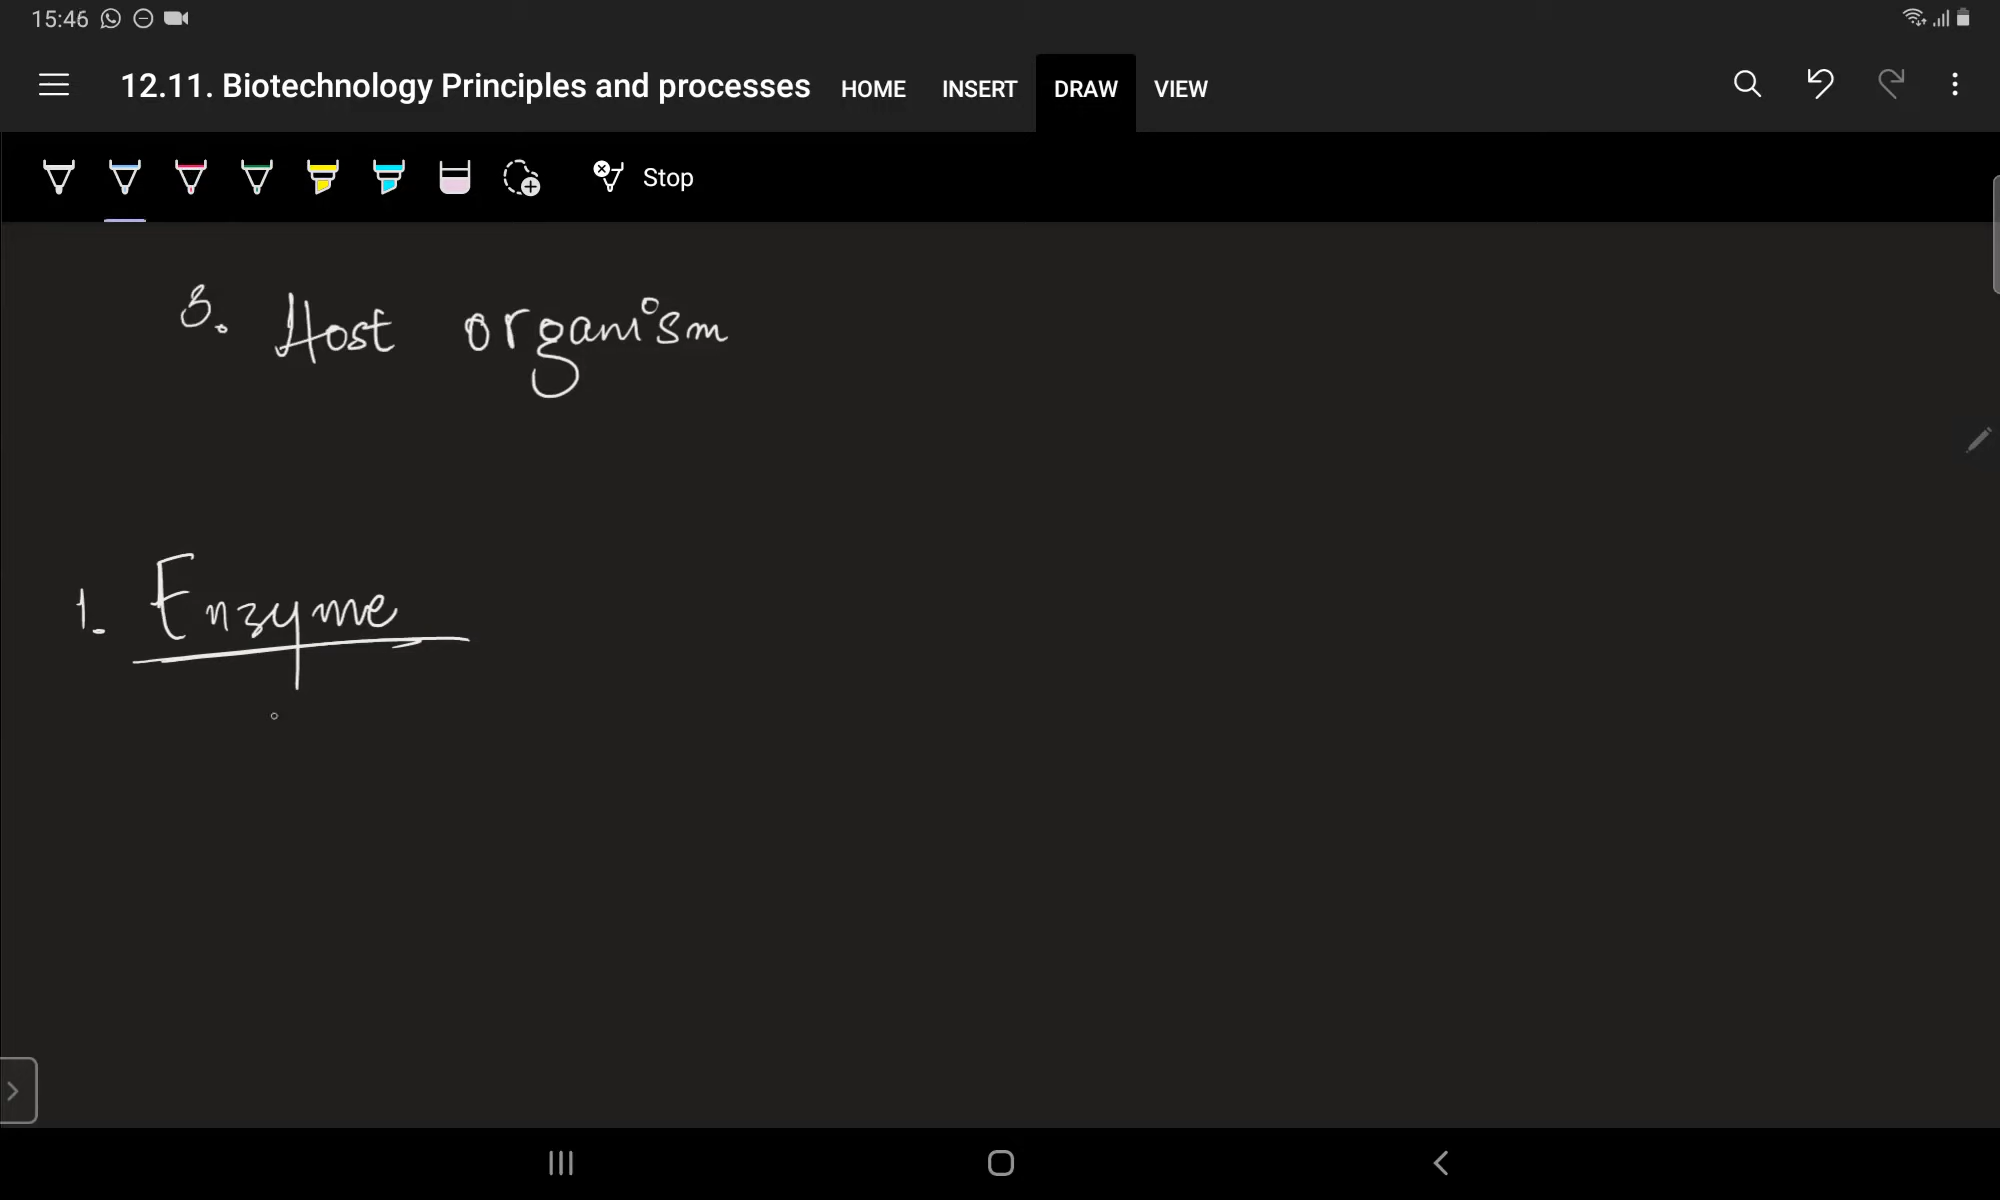 15:46
12.11. Biotechnology Principles and processes HOME INSERT DRAW VIEW
Stop
3. Host organism
1. Enzyme